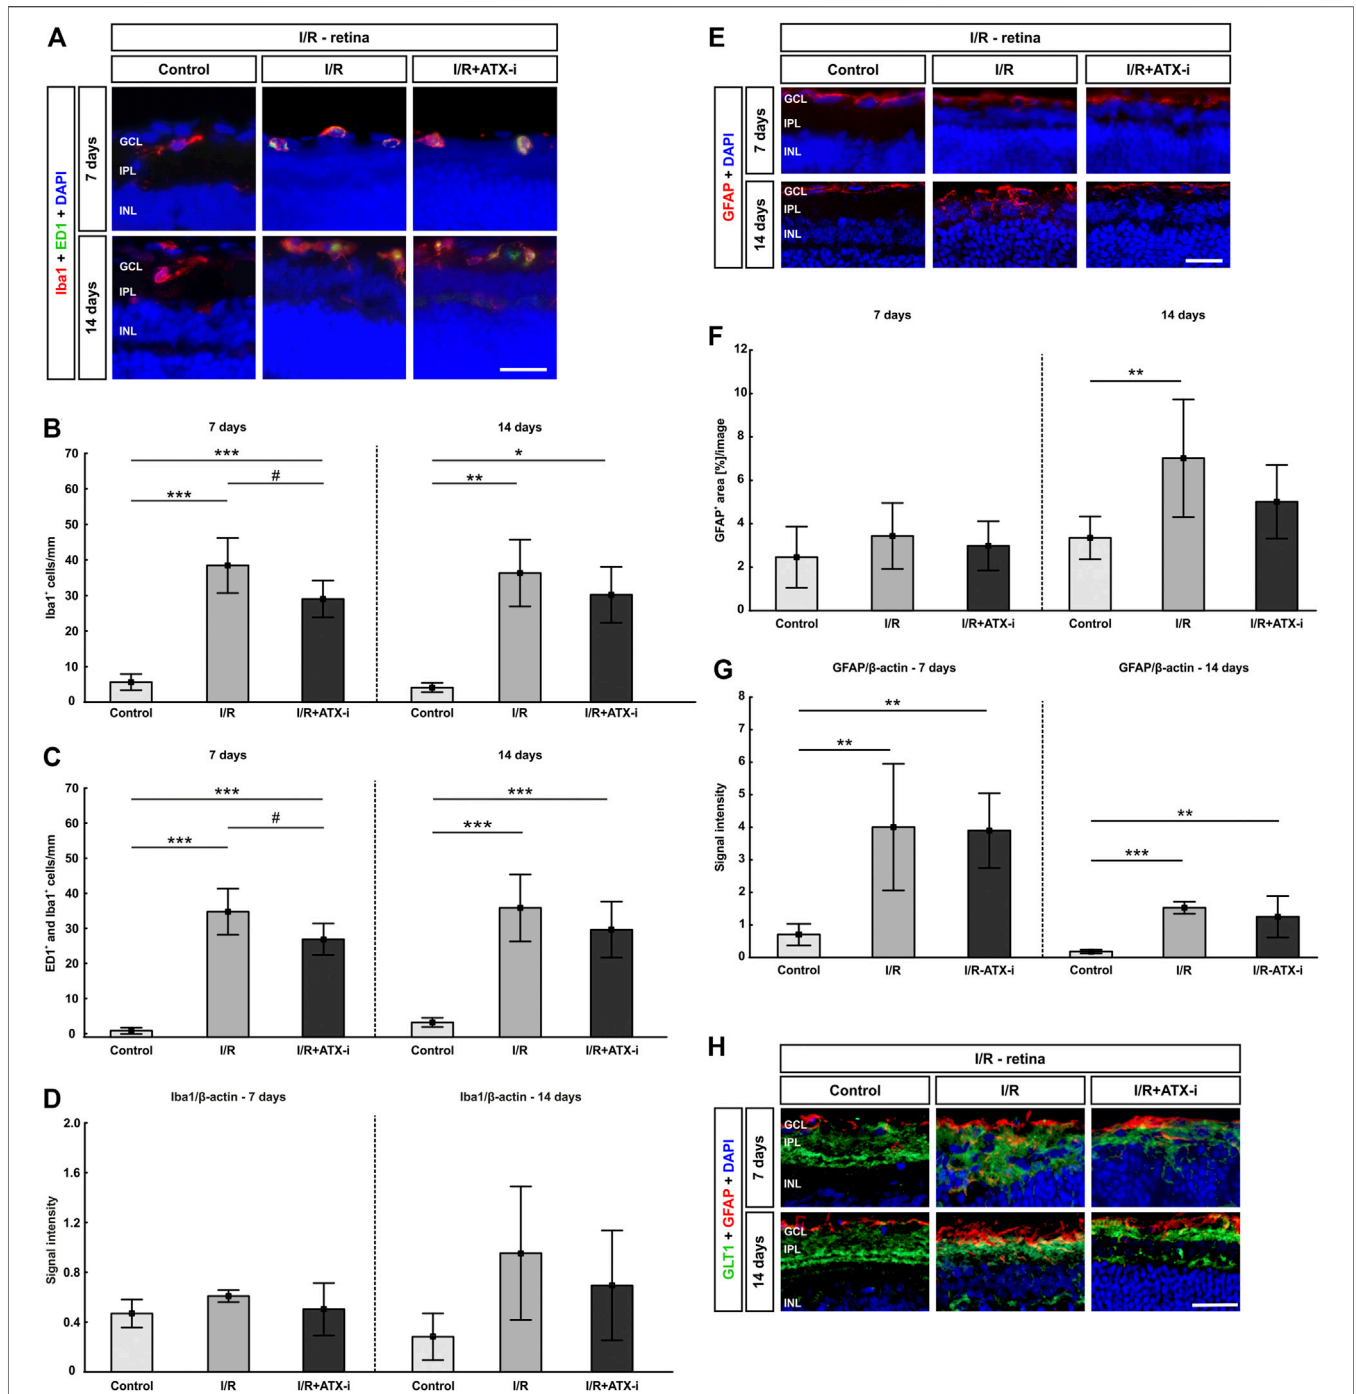 A
I/R - retina
Control I/R I/R+ATX-i
Iba1 + ED1 + DAPI
7 days
GCL
IPL
INL
14 days
GCL
IPL
INL
B
7 days 14 days
Iba1+ cells/mm
70
60
50
40
30
20
10
0
*** *
# **
***
Control I/R I/R+ATX-i Control I/R I/R+ATX-i
C
7 days 14 days
ED1+ and Iba1+ cells/mm
70
60
50
40
30
20
10
0
*** ***
# ***
***
Control I/R I/R+ATX-i Control I/R I/R+ATX-i
D
Iba1/β-actin - 7 days Iba1/β-actin - 14 days
Signal intensity
2.0
1.6
1.2
0.8
0.4
0
Control I/R I/R+ATX-i Control I/R I/R+ATX-i
E
I/R - retina
Control I/R I/R+ATX-i
GFAP + DAPI
7 days
GCL
IPL
INL
14 days
GCL
IPL
INL
F
7 days 14 days
GFAP+ area [%]/image
12
10
8
6
4
2
0
**
Control I/R I/R+ATX-i Control I/R I/R+ATX-i
G
GFAP/β-actin - 7 days GFAP/β-actin - 14 days
Signal intensity
8
7
6
5
4
3
2
1
0
**
**
**
***
Control I/R I/R-ATX-i Control I/R I/R-ATX-i
H
I/R - retina
Control I/R I/R+ATX-i
GLT1 + GFAP + DAPI
7 days
GCL
IPL
INL
14 days
GCL
IPL
INL